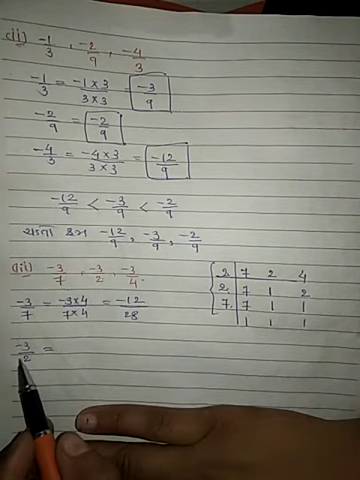 (ii) -1/3 , -2/9 , -4/3
-1/3 = -1×3/3×3 = -3/9
-2/9 = -2/9
-4/3 = -4×3/3×3 = -12/9
-12/9 < -3/9 < -2/9
चढता क्रम -12/9, -3/9, -2/9
(iii) -3/7 , -3/2 , -3/4.
2 | 7 2 4
-3/7 = -3×4/7×4 = -12/28
2 | 7 1 2
7 | 7 1 1
1 1 1
-3/2 =